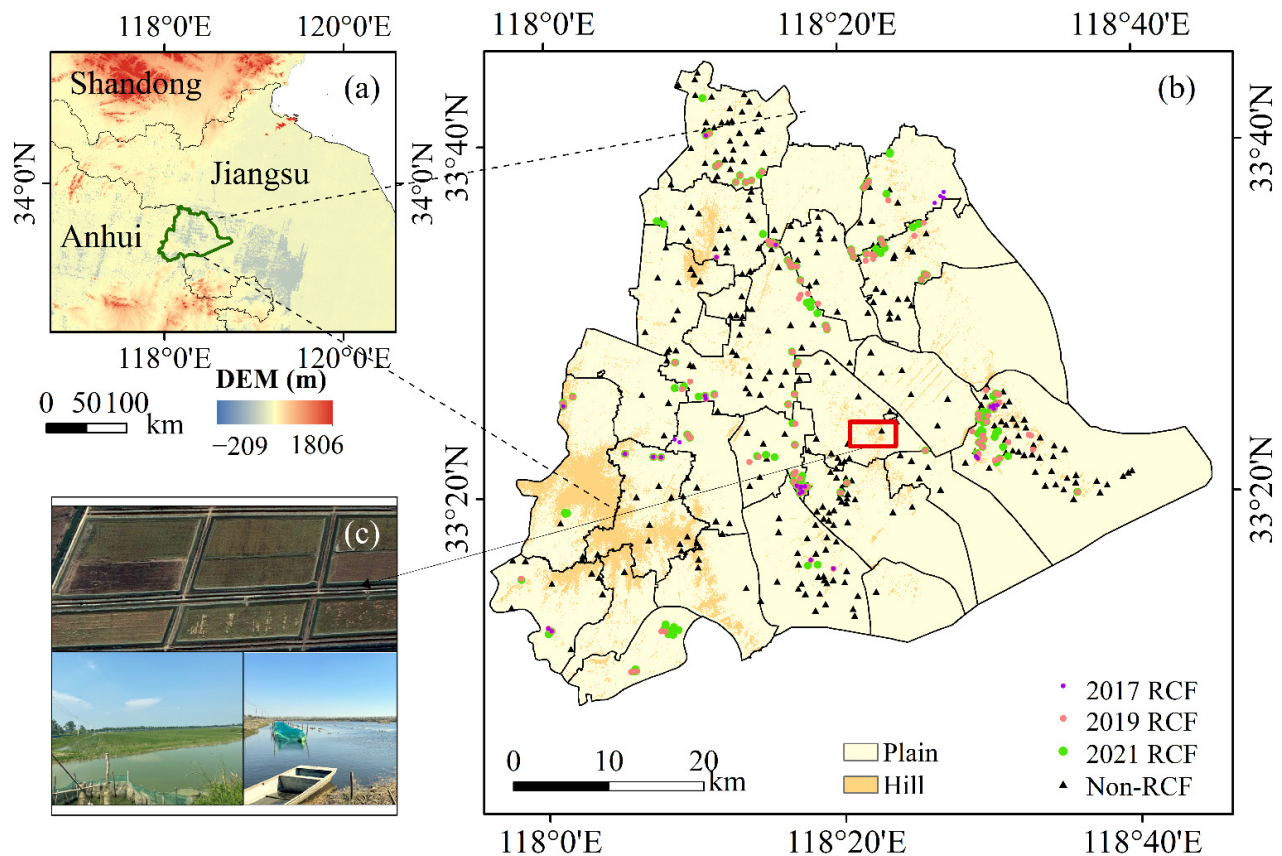 118°0'E
120°0'E
Shandong
(a)
34°0'N
Jiangsu
34°0'N
Anhui
118°0'E
120°0'E
0 50 100
km
DEM (m)
–209
1806
(c)
118°0'E
118°20'E
118°40'E
(b)
33°40'N
33°40'N
33°20'N
33°20'N
2017 RCF
2019 RCF
2021 RCF
Non-RCF
Plain
Hill
0
10
20
km
118°0'E
118°20'E
118°40'E